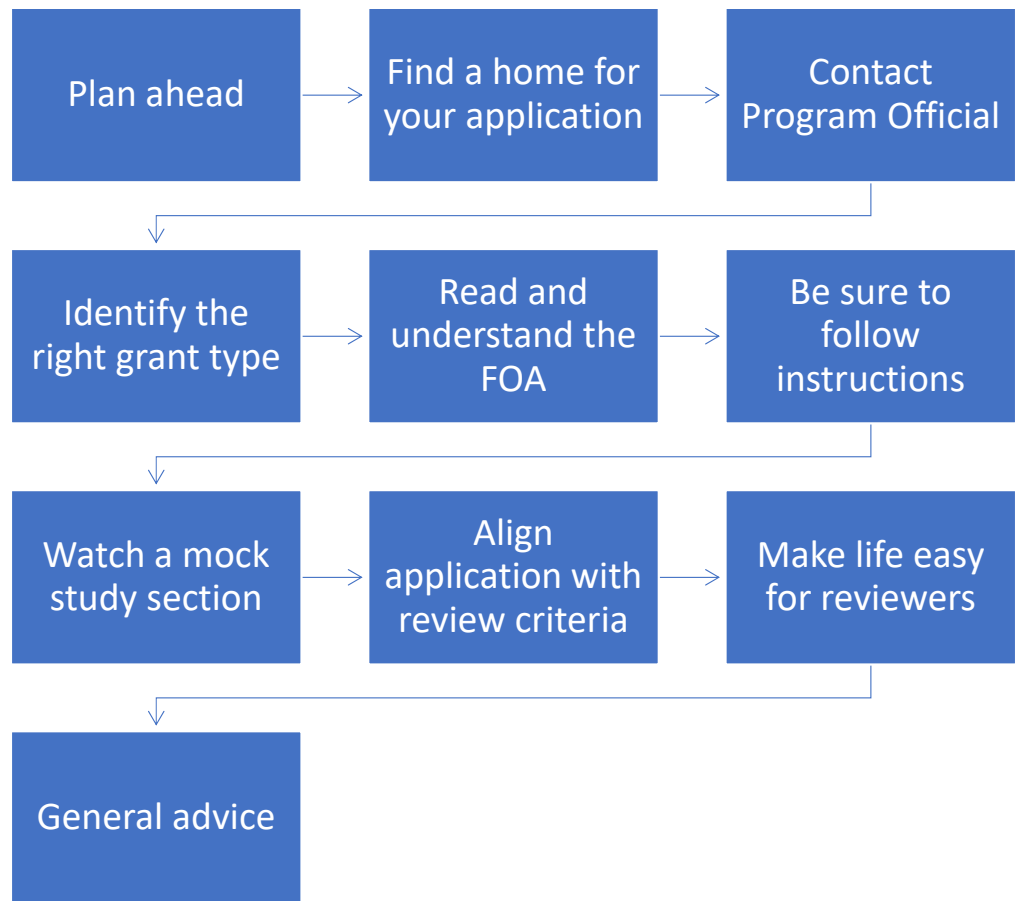 Plan ahead
Find a home for
your application
Contact
Program Official
Identify the
right grant type
Read and
understand the
FOA
Be sure to
follow
instructions
Watch a mock
study section
Align
application with
review criteria
Make life easy
for reviewers
General advice